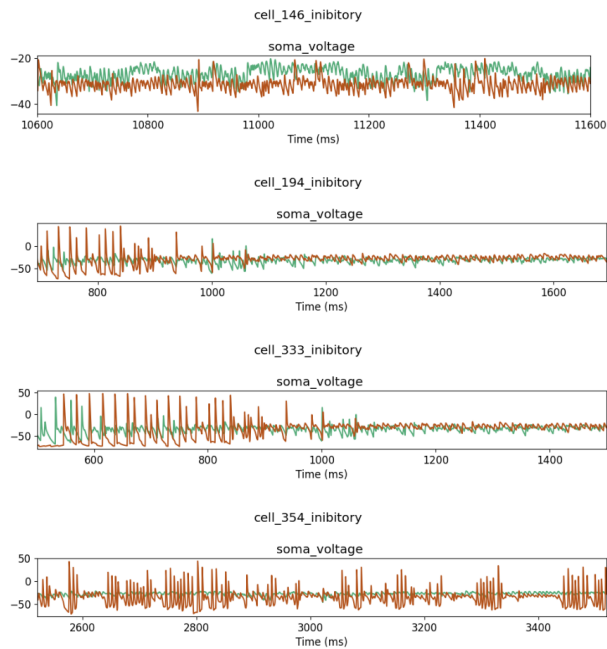 cell_146_inibitory
soma_voltage
−20
−40
10600 10800 11000 11200 11400 11600
Time (ms)
cell_194_inibitory
soma_voltage
0
−50
800 1000 1200 1400 1600
Time (ms)
cell_333_inibitory
soma_voltage
50
0
−50
600 800 1000 1200 1400
Time (ms)
cell_354_inibitory
soma_voltage
50
0
−50
2600 2800 3000 3200 3400
Time (ms)